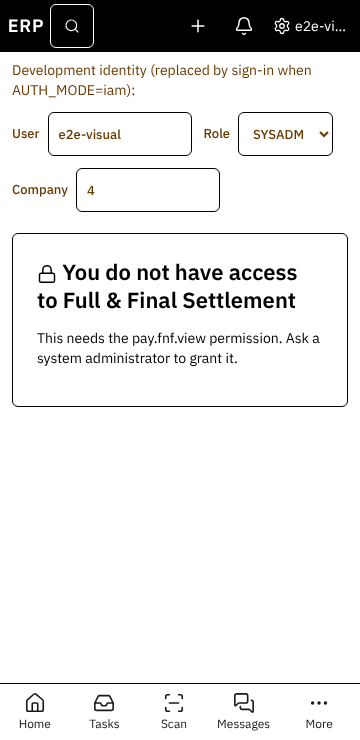 ERP
e2e-vi...
Development identity (replaced by sign-in when
AUTH_MODE=iam):
User e2e-visual Role SYSADM
Company 4
You do not have access
to Full & Final Settlement
This needs the pay.fnf.view permission. Ask a
system administrator to grant it.
Home Tasks Scan Messages More